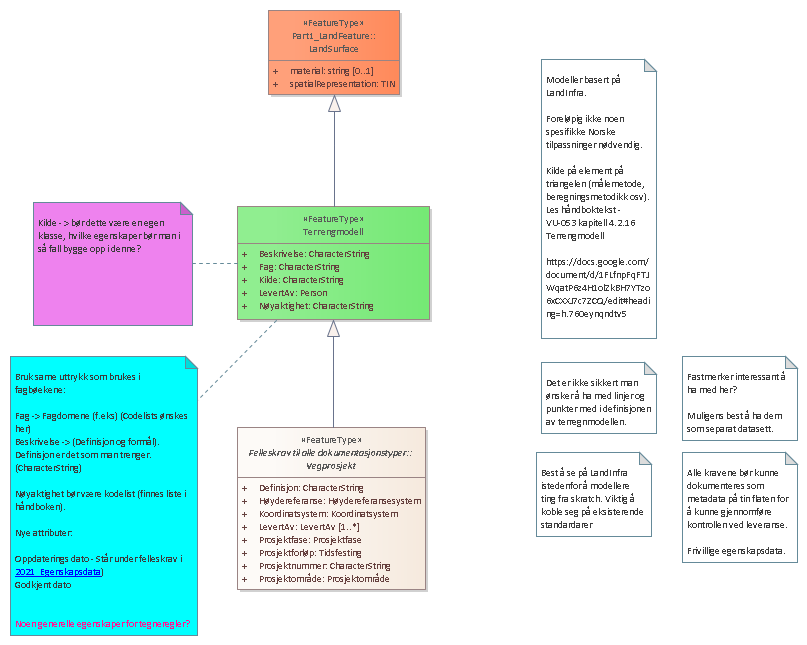 «FeatureType»
Part1_LandFeature::
LandSurface
+ material: string [0..1]
+ spatialRepresentation: TIN
Modeller basert på
LandInfra.
Foreløpig ikke noen
spesifikke Norske
tilpassninger nødvendig.
Kilde på element på
triangelen (målemetode,
beregningsmetodikk osv).
Les håndboktekst -
VU-053 kapitell 4.2.16
Terrengmodell
https://docs.google.com/
document/d/1FLfnpFqFTJ
Kilde -> bør dette være en egen
klasse, hvilke egenskaper bør man i
så fall bygge opp i denne?
«FeatureType»
Terrengmodell
+ Beskrivelse: CharacterString
+ Fag: CharacterString
+ Kilde: CharacterString
+ LevertAv: Person
+ Nøyaktighet: CharacterString
Bruk same uttrykk som brukes i
fagbøekene:
Fag -> Fagdomene (f.eks) (Codelists ønskes
her)
Beskrivelse -> (Definisjon og formål).
Definisjon er det som man trenger.
(CharacterString)
Nøyaktighet bør være kodelist (finnes liste i
håndboken).
Nye attributer:
Oppdaterings dato - Står under felleskrav i
2021_Egenskapsdata)
Godkjent dato
Noen generelle egenskaper for tegneregler?
«FeatureType»
Felleskrav til alle dokumentasjonstyper::
Vegprosjekt
+ Definisjon: CharacterString
+ Høydereferanse: Høydereferansesystem
+ Koordinatsystem: Koordinatsystem
+ LevertAv: LevertAv [1..*]
+ Prosjektfase: Prosjektfase
+ Prosjektforløp: Tidsfesting
+ Prosjektnummer: CharacterString
+ Prosjektområde: Prosjektområde
Det er ikke sikkert man
ønsker å ha med linjer og
punkter med i definisjonen
av terregnmodellen.
Fastmerker interessant å
ha med her?
Muligens best å ha dem
som separat datasett.
Best å se på LandInfra
istedenfor å modellere
ting fra skratch. Viktig å
koble seg på eksisterende
standardarer
Alle kravene bør kunne
dokumenteres som
metadata på tin flaten for
å kunne gjennomføre
kontrollen ved leveranse.
Frivillige egenskapsdata.